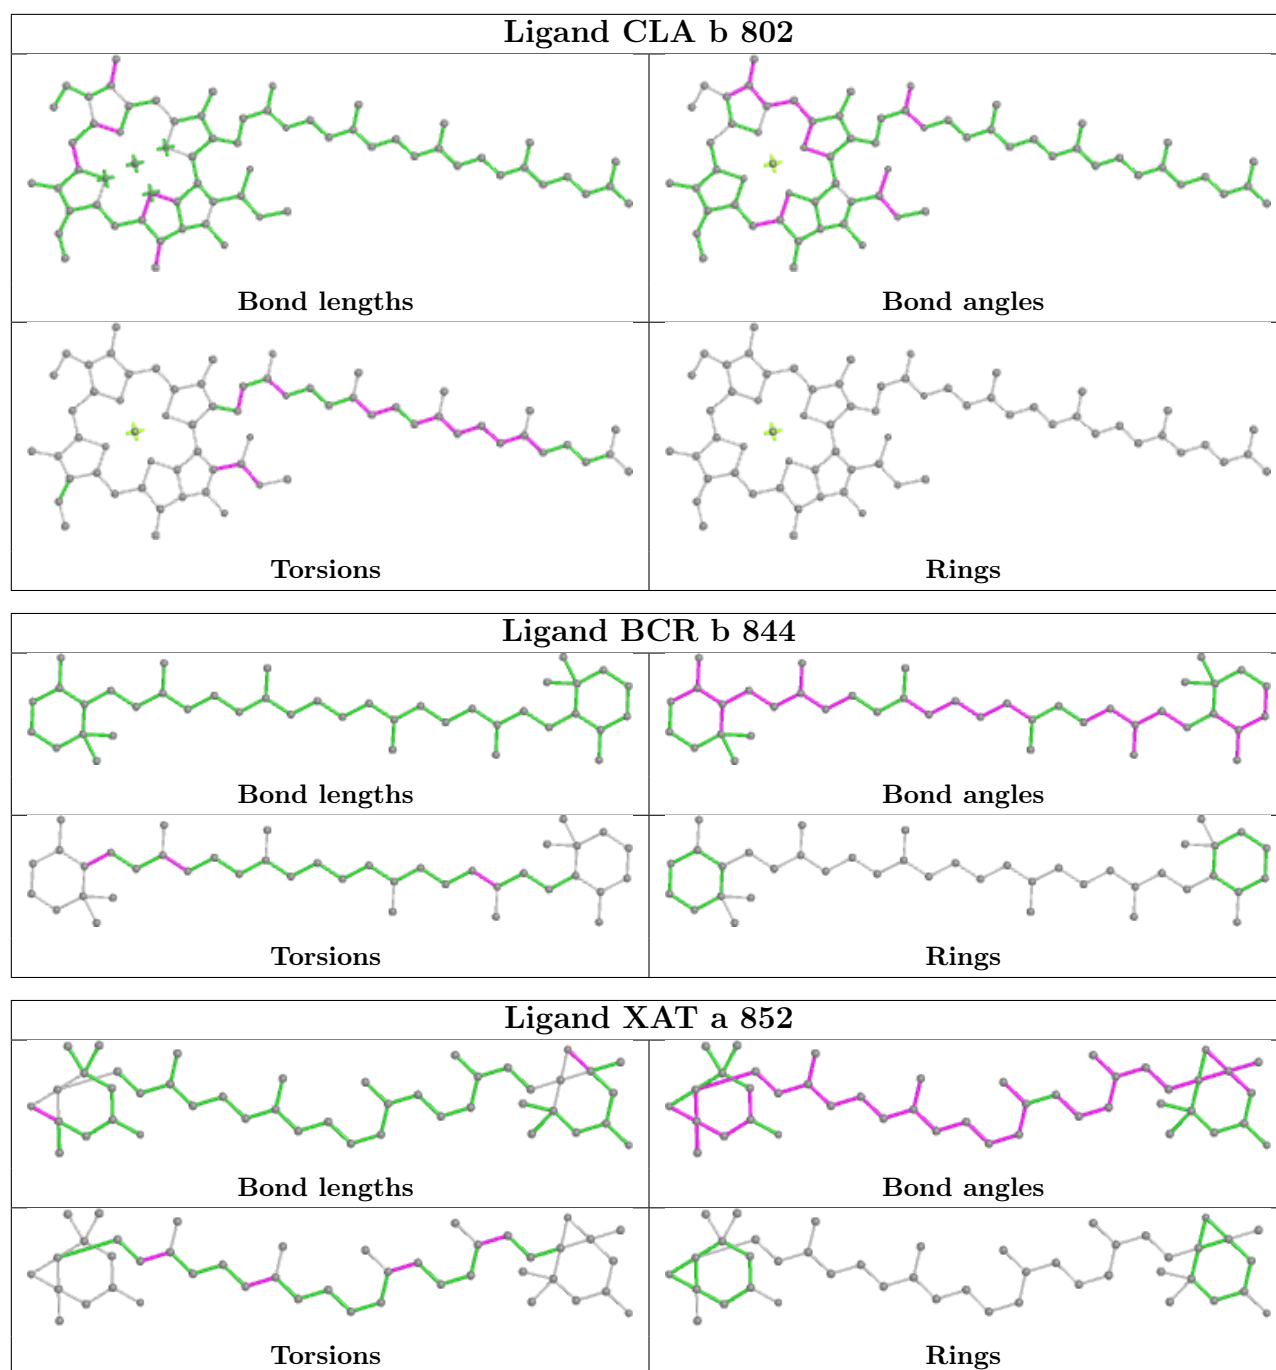 Ligand CLA b 802
Bond lengths
Bond angles
Torsions
Rings
Ligand BCR b 844
Bond lengths
Bond angles
Torsions
Rings
Ligand XAT a 852
Bond lengths
Bond angles
Torsions
Rings